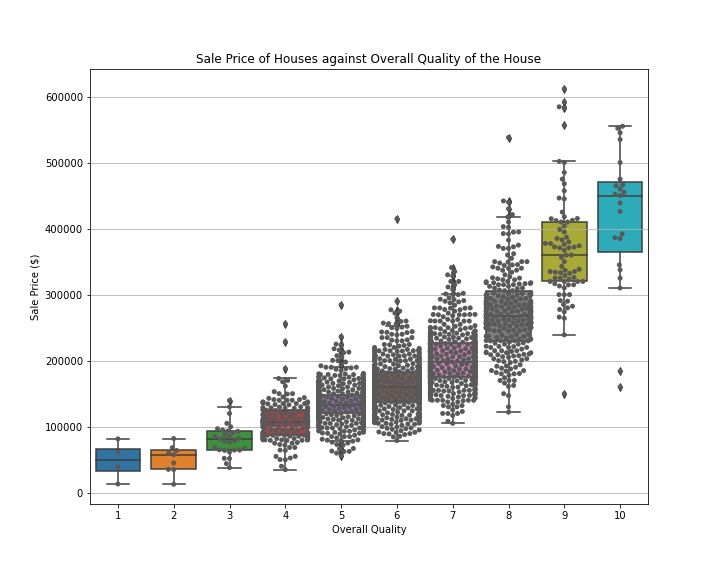 Sale Price of Houses against Overall Quality of the House
600000
500000
400000
300000
200000
100000
0
Sale Price ($)
1 2 3 4 5 6 7 8 9 10
Overall Quality